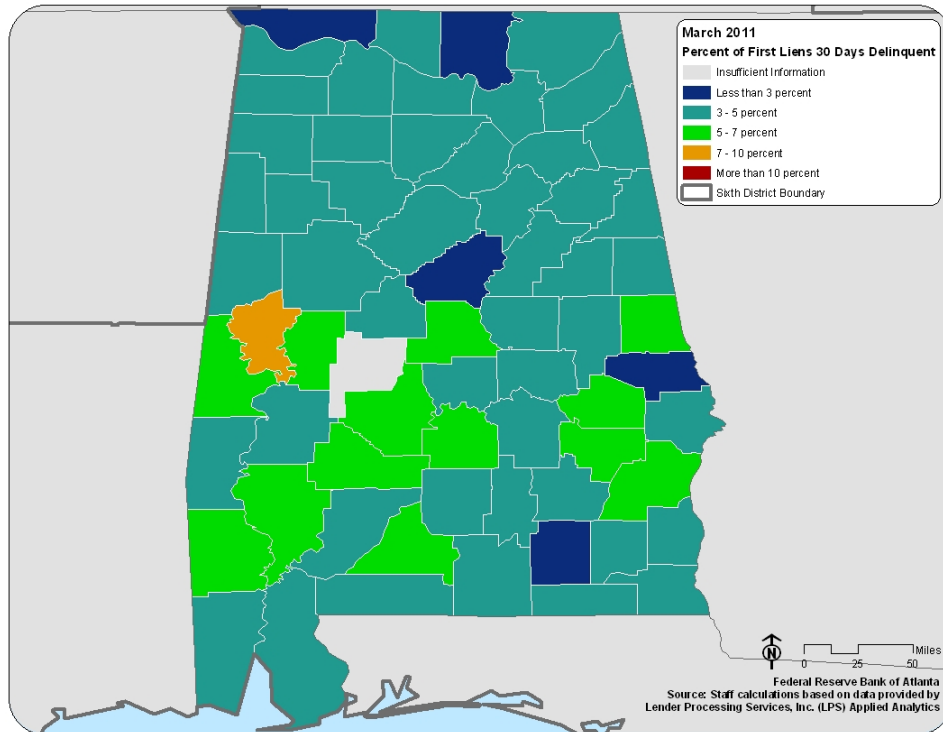 March 2011
Percent of First Liens 30 Days Delinquent
Insufficient Information
Less than 3 percent
3 - 5 percent
5 - 7 percent
7 - 10 percent
More than 10 percent
Sixth District Boundary
N
Miles
0 25 50
Federal Reserve Bank of Atlanta
Source: Staff calculations based on data provided by
Lender Processing Services, Inc. (LPS) Applied Analytics